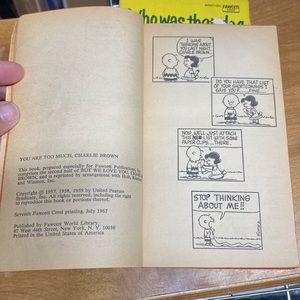 Who was that dog
FAWCETT
YOU ARE TOO MUCH, CHARLIE BROWN
This book, prepared especially for Fawcett Publications,
comprises the second half of BUT WE LOVE YOU, CHARLIE
BROWN, and is reprinted by arrangement with Holt, Rinehart
and Winston, Inc.
Copyright © 1957, 1958, 1959 by United Feature
Syndicate, Inc. All rights reserved, including the right
to reproduce this book or portions thereof.
Seventh Fawcett Crest printing, July 1967
Published by Fawcett World Library,
67 West 44th Street, New York, N. Y. 10036
Printed in the United States of America
I WAS
THINKING ABOUT
YOU LAST NIGHT,
CHARLIE BROWN..
DO YOU HAVE THAT LIST
OF YOUR SHORTCOMINGS I
GAVE YOU? ...FINE...
NOW, WE'LL JUST ATTACH
THIS NEW LIST WITH SOME
PAPER CLIPS.....THERE..
STOP THINKING
ABOUT ME!!